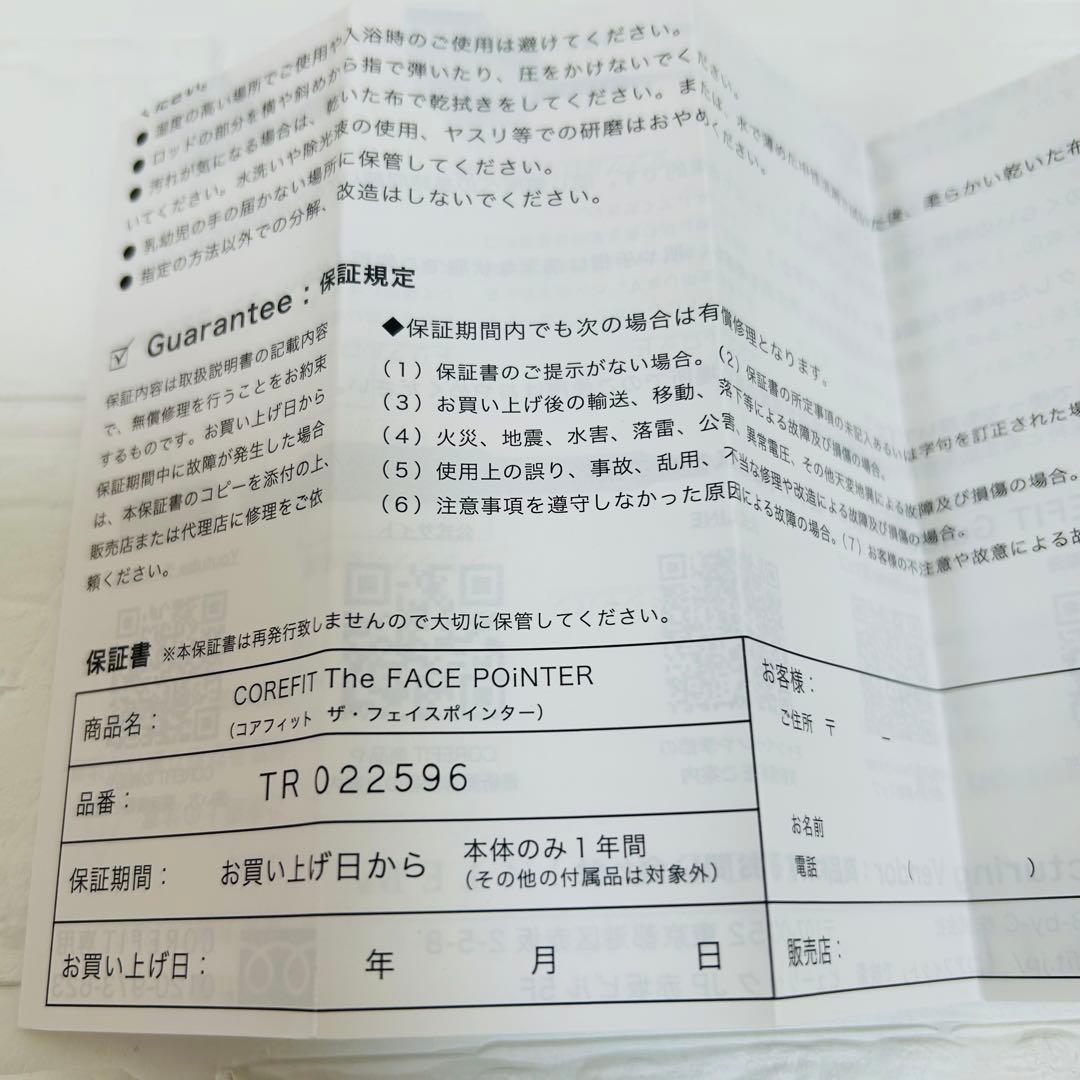 ください。
● 湿度の高い場所でご使用や入浴時のご使用は避けてください。
● ロッドの部分を横や斜めから指で弾いたり、圧をかけないでください。
● 汚れが気になる場合は、乾いた布で乾拭きをしてください。または、水で薄めた中性洗剤を 後、柔らかい乾いた布
いてください。水洗いや除光液の使用、ヤスリ等での研磨はおやめください。
● 乳幼児の手の届かない場所に保管してください。
● 指定の方法以外での分解、改造はしないでください。
Guarantee：保証規定
保証内容は取扱説明書の記載内容
で、無償修理を行うことをお約束
するものです。お買い上げ日から
保証期間中に故障が発生した場合
は、本保証書のコピーを添付の上、
販売店または代理店に修理をご依
頼ください。
◆保証期間内でも次の場合は有償修理となります。
（1）保証書のご提示がない場合。（2）保証書の所定事項の未記入あるいは字句を訂正された場
（3）お買い上げ後の輸送、移動、落下等による故障及び損傷の場合。
（4）火災、地震、水害、落雷、公害、異常電圧、その他天変地異による故障及び損傷の場合。
（5）使用上の誤り、事故、乱用、不当な修理や改造による故障及び損傷の場合。
（6）注意事項を遵守しなかった原因による故障の場合。（7）お客様の不注意や故意による故
保証書 ※本保証書は再発行致しませんので大切に保管してください。
商品名： COREFIT The FACE POiNTER
（コアフィット ザ・フェイスポインター）
品番： TR022596
保証期間： お買い上げ日から 本体のみ1年間
（その他の付属品は対象外）
お買い上げ日： 年 月 日
お客様：
ご住所 〒 –
お名前
電話 （ ）
販売店：